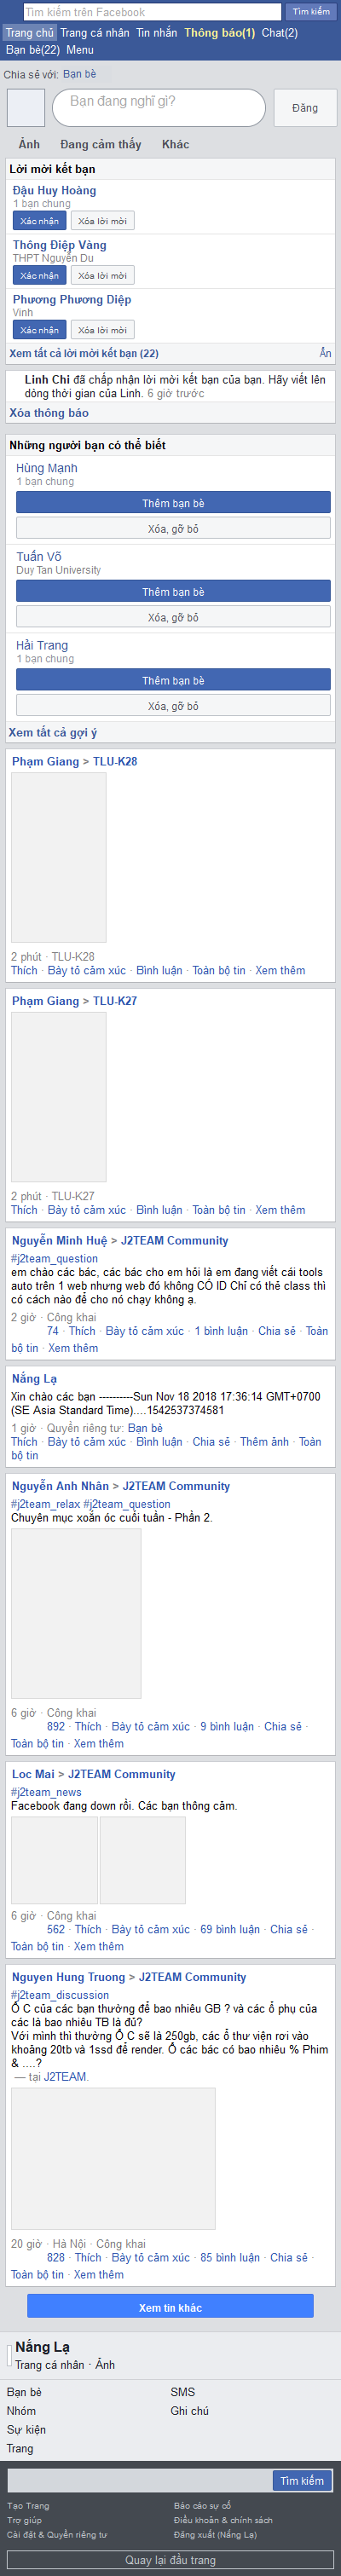 Tìm kiếm trên Facebook Tìm kiếm
Trang chủ Trang cá nhân Tin nhắn Thông báo(1) Chat(2)
Bạn bè(22) Menu
Chia sẻ với: Bạn bè
Bạn đang nghĩ gì?
Đăng
Ảnh Đang cảm thấy Khác
Lời mời kết bạn
Đậu Huy Hoàng
1 bạn chung
Xác nhận Xóa lời mời
Thông Điệp Vàng
THPT Nguyễn Du
Xác nhận Xóa lời mời
Phương Phương Diệp
Vinh
Xác nhận Xóa lời mời
Xem tất cả lời mời kết bạn (22) Ẩn
Linh Chi đã chấp nhận lời mời kết bạn của bạn. Hãy viết lên
dòng thời gian của Linh. 6 giờ trước
Xóa thông báo
Những người bạn có thể biết
Hùng Mạnh
1 bạn chung
Thêm bạn bè
Xóa, gỡ bỏ
Tuấn Võ
Duy Tan University
Thêm bạn bè
Xóa, gỡ bỏ
Hải Trang
1 bạn chung
Thêm bạn bè
Xóa, gỡ bỏ
Xem tất cả gợi ý
Phạm Giang > TLU-K28
2 phút · TLU-K28
Thích · Bày tỏ cảm xúc · Bình luận · Toàn bộ tin · Xem thêm
Phạm Giang > TLU-K27
2 phút · TLU-K27
Thích · Bày tỏ cảm xúc · Bình luận · Toàn bộ tin · Xem thêm
Nguyễn Minh Huệ > J2TEAM Community
#j2team_question
em chào các bác, các bác cho em hỏi là em đang viết cái tools
auto trên 1 web nhưng web đó không CÓ ID Chỉ có thẻ class thì
có cách nào để cho nó chạy không ạ.
2 giờ · Công khai
74 · Thích · Bày tỏ cảm xúc · 1 bình luận · Chia sẻ · Toàn
bộ tin · Xem thêm
Nắng Lạ
Xin chào các bạn ----------Sun Nov 18 2018 17:36:14 GMT+0700
(SE Asia Standard Time)....1542537374581
1 giờ · Quyền riêng tư: Bạn bè
Thích · Bày tỏ cảm xúc · Bình luận · Chia sẻ · Thêm ảnh · Toàn
bộ tin
Nguyễn Anh Nhân > J2TEAM Community
#j2team_relax #j2team_question
Chuyên mục xoắn óc cuối tuần - Phần 2.
6 giờ · Công khai
892 · Thích · Bày tỏ cảm xúc · 9 bình luận · Chia sẻ ·
Toàn bộ tin · Xem thêm
Loc Mai > J2TEAM Community
#j2team_news
Facebook đang down rồi. Các bạn thông cảm.
6 giờ · Công khai
562 · Thích · Bày tỏ cảm xúc · 69 bình luận · Chia sẻ ·
Toàn bộ tin · Xem thêm
Nguyen Hung Truong > J2TEAM Community
#j2team_discussion
Ổ C của các bạn thường để bao nhiêu GB ? và các ổ phụ của
các là bao nhiêu TB là đủ?
Với mình thì thường Ổ C sẽ là 250gb, các ổ thư viện rơi vào
khoảng 20tb và 1ssd để render. Ổ các bác có bao nhiêu % Phim
& ....?
— tại J2TEAM.
20 giờ · Hà Nội · Công khai
828 · Thích · Bày tỏ cảm xúc · 85 bình luận · Chia sẻ ·
Toàn bộ tin · Xem thêm
Xem tin khác
Nắng Lạ
Trang cá nhân · Ảnh
Bạn bè SMS
Nhóm Ghi chú
Sự kiện
Trang
Tìm kiếm
Tạo Trang Báo cáo sự cố
Trợ giúp Điều khoản & chính sách
Cài đặt & Quyền riêng tư Đăng xuất (Nắng Lạ)
Quay lại đầu trang